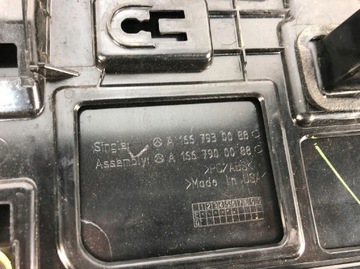 Single: A 166 793 00 88
Assembly: A 166 790 00 88
>PC/ABS<
>Made in USA<